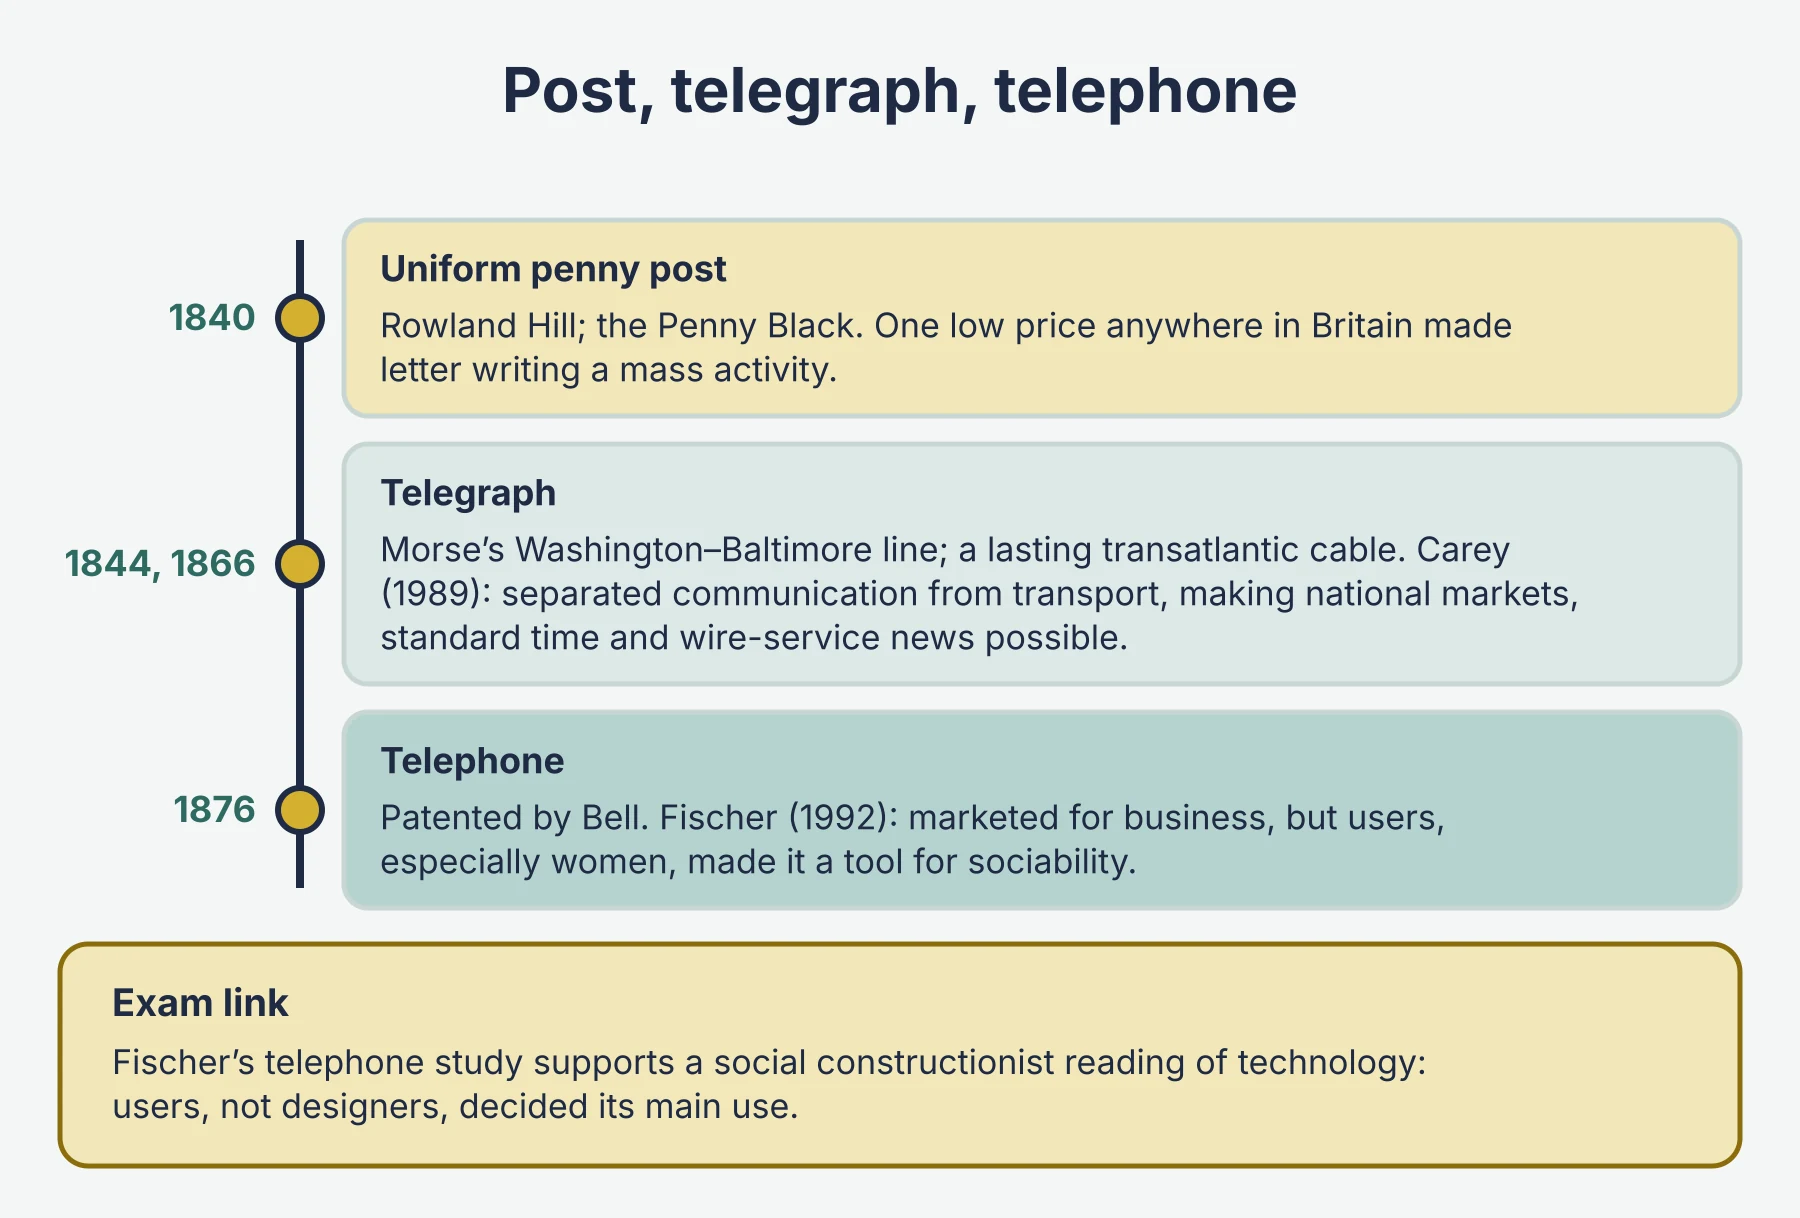 Post, telegraph, telephone
1840
Uniform penny post
Rowland Hill; the Penny Black. One low price anywhere in Britain made
letter writing a mass activity.
1844, 1866
Telegraph
Morse’s Washington–Baltimore line; a lasting transatlantic cable. Carey
(1989): separated communication from transport, making national markets,
standard time and wire-service news possible.
1876
Telephone
Patented by Bell. Fischer (1992): marketed for business, but users,
especially women, made it a tool for sociability.
Exam link
Fischer’s telephone study supports a social constructionist reading of technology:
users, not designers, decided its main use.